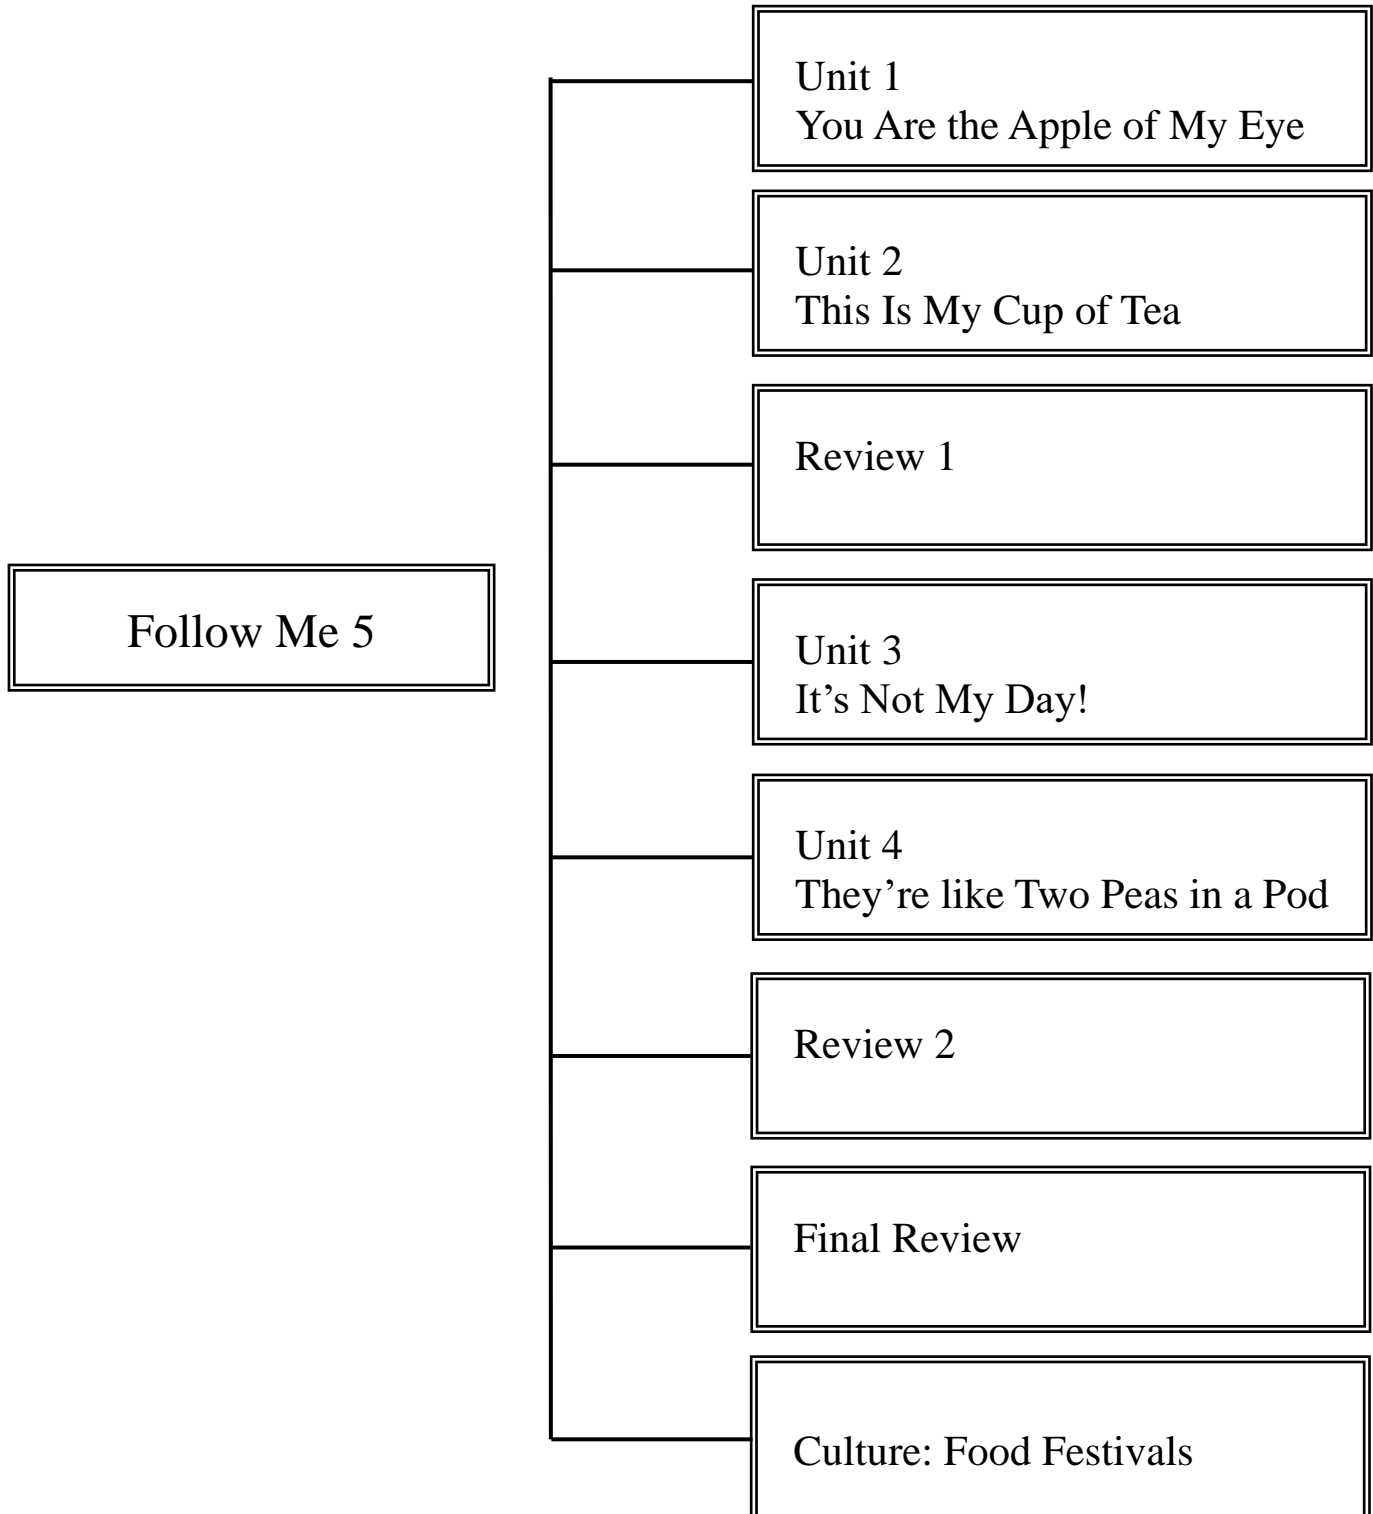 Follow Me 5
Unit 1
You Are the Apple of My Eye
Unit 2
This Is My Cup of Tea
Review 1
Unit 3
It’s Not My Day!
Unit 4
They’re like Two Peas in a Pod
Review 2
Final Review
Culture: Food Festivals